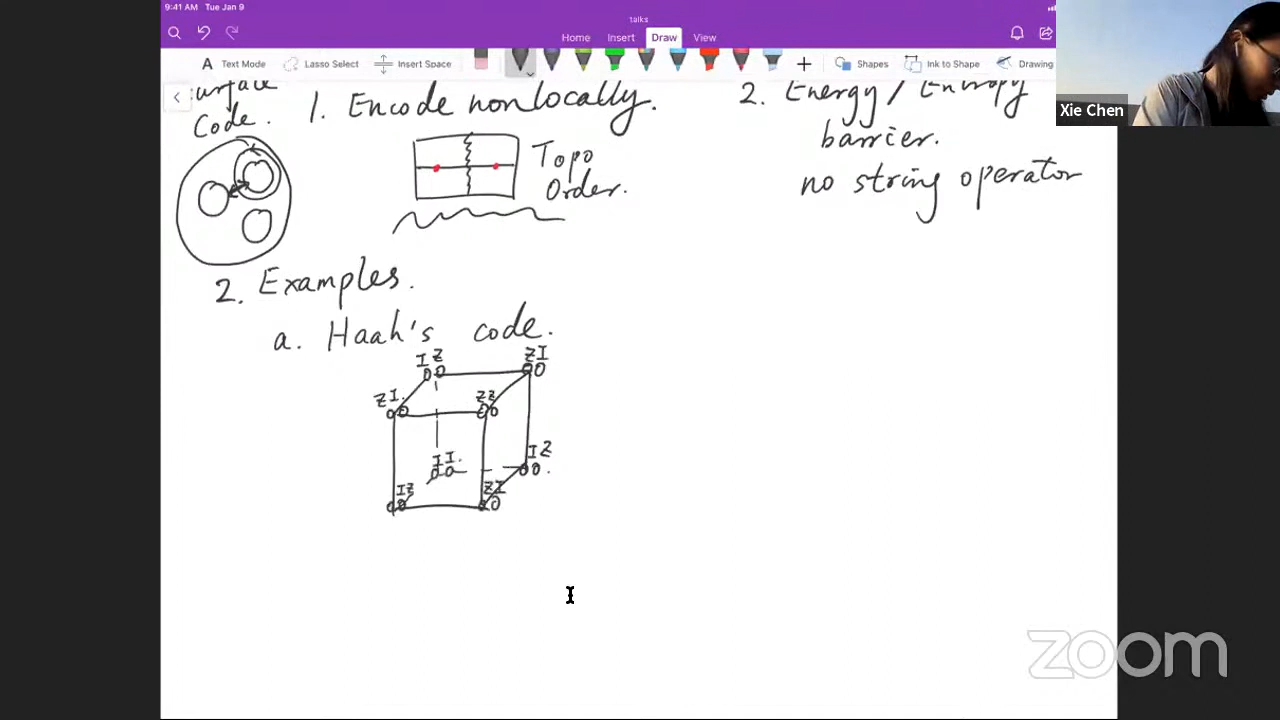 9:41 AM Tue Jan 9
talks
Home Insert Draw View
Text Mode Lasso Select Insert Space Shapes Ink to Shape Drawing
Xie Chen
urface
Code.
1. Encode nonlocally.
Topo
Order.
2. Energy / Entropy
barrier.
no string operator
2. Examples.
a. Haah's code.
IZ ZI
ZI. ZZ
II. IZ
IZ ZI
zoom